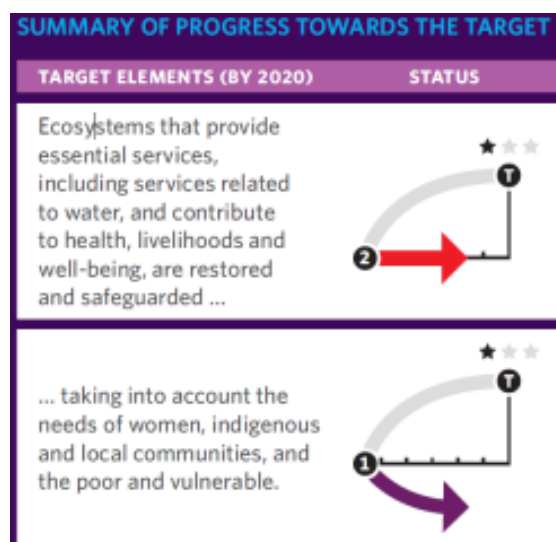 SUMMARY OF PROGRESS TOWARDS THE TARGET
TARGET ELEMENTS (BY 2020) STATUS
Ecosystems that provide
essential services,
including services related
to water, and contribute
to health, livelihoods and
well-being, are restored
and safeguarded ...
T
2
... taking into account the
needs of women, indigenous
and local communities, and
the poor and vulnerable.
T
1